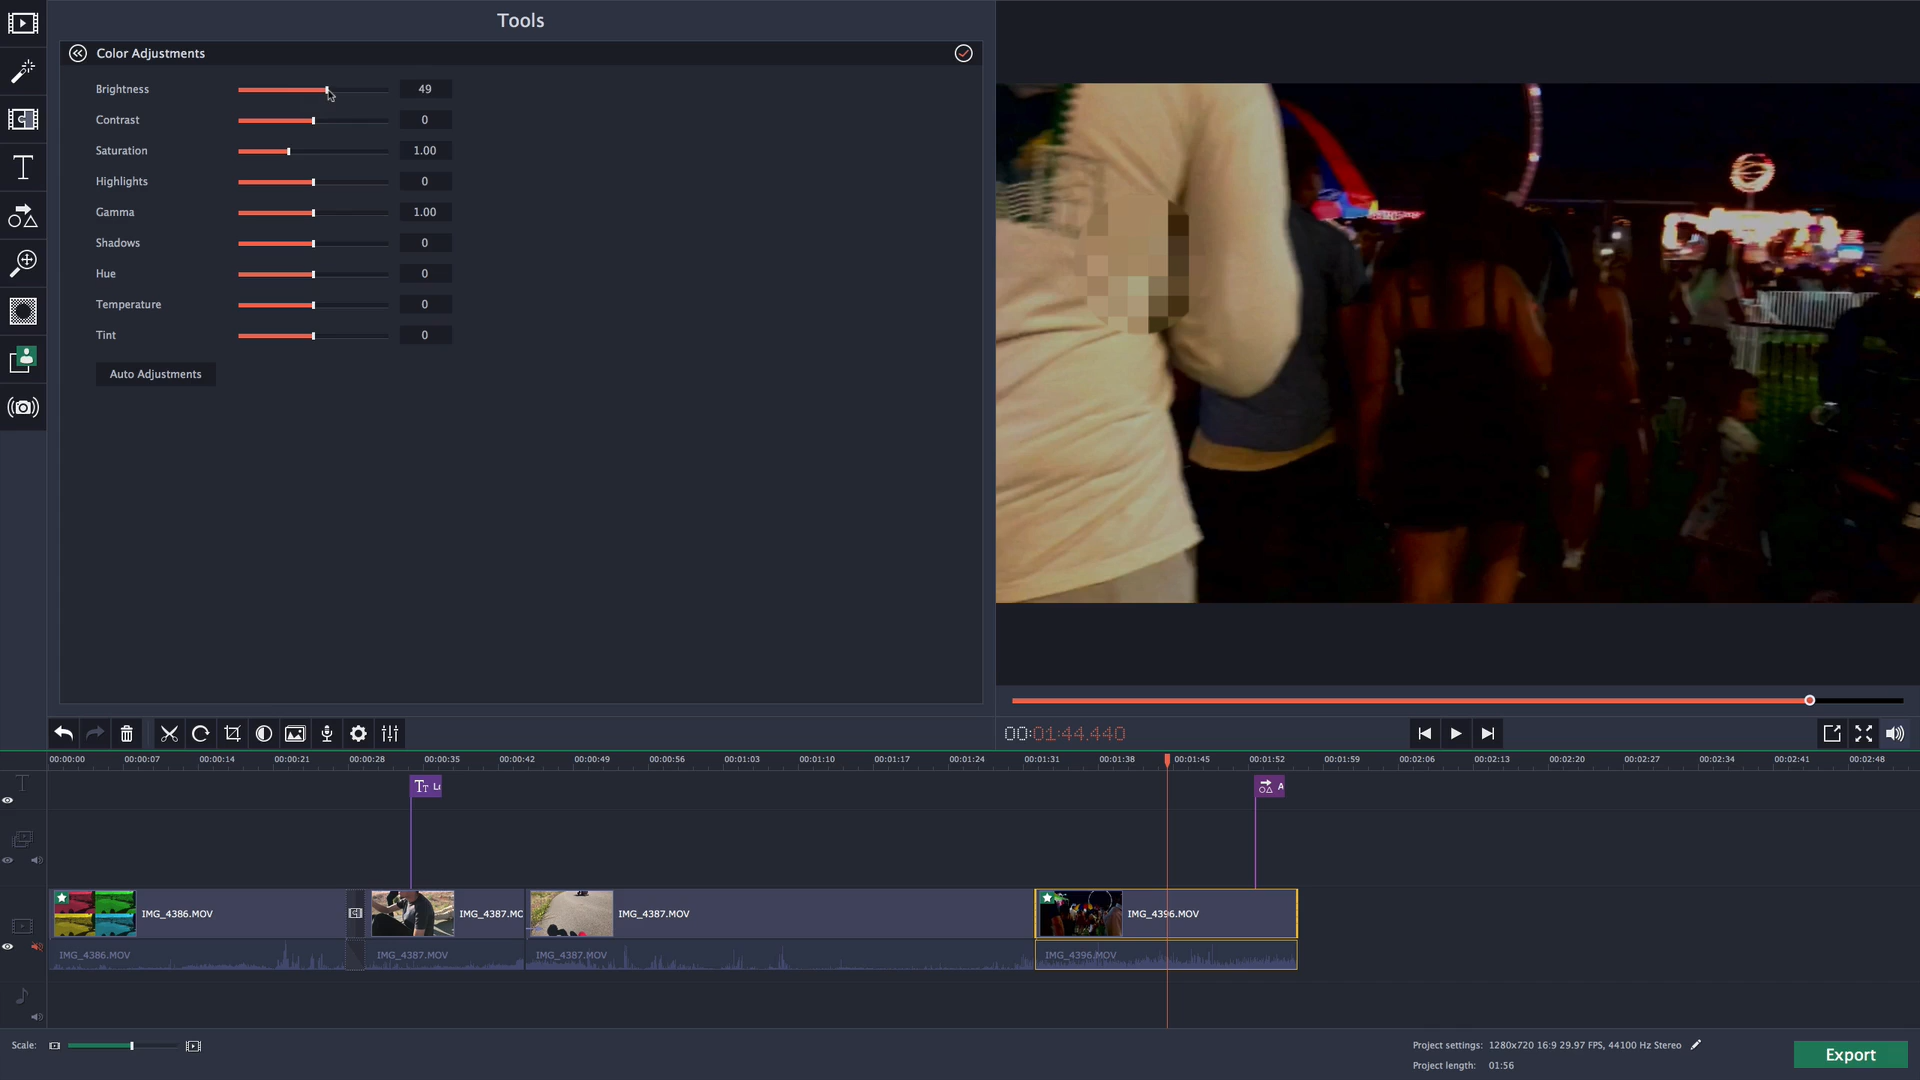 Tools
Color Adjustments
Brightness 49
Contrast 0
Saturation 1.00
Highlights 0
Gamma 1.00
Shadows 0
Hue 0
Temperature 0
Tint 0
Auto Adjustments
00:01:44.440
00:00:00 00:00:07 00:00:14 00:00:21 00:00:28 00:00:35 00:00:42 00:00:49 00:00:56 00:01:03 00:01:10 00:01:17 00:01:24 00:01:31 00:01:38 00:01:45 00:01:52 00:01:59 00:02:06 00:02:13 00:02:20 00:02:27 00:02:34 00:02:41 00:02:48
A
IMG_4386.MOV IMG_4387.MO IMG_4387.MOV IMG_4396.MOV
IMG_4386.MOV IMG_4387.MOV IMG_4387.MOV IMG_4396.MOV
Scale:
Project settings: 1280x720 16:9 29.97 FPS, 44100 Hz Stereo
Project length: 01:56
Export